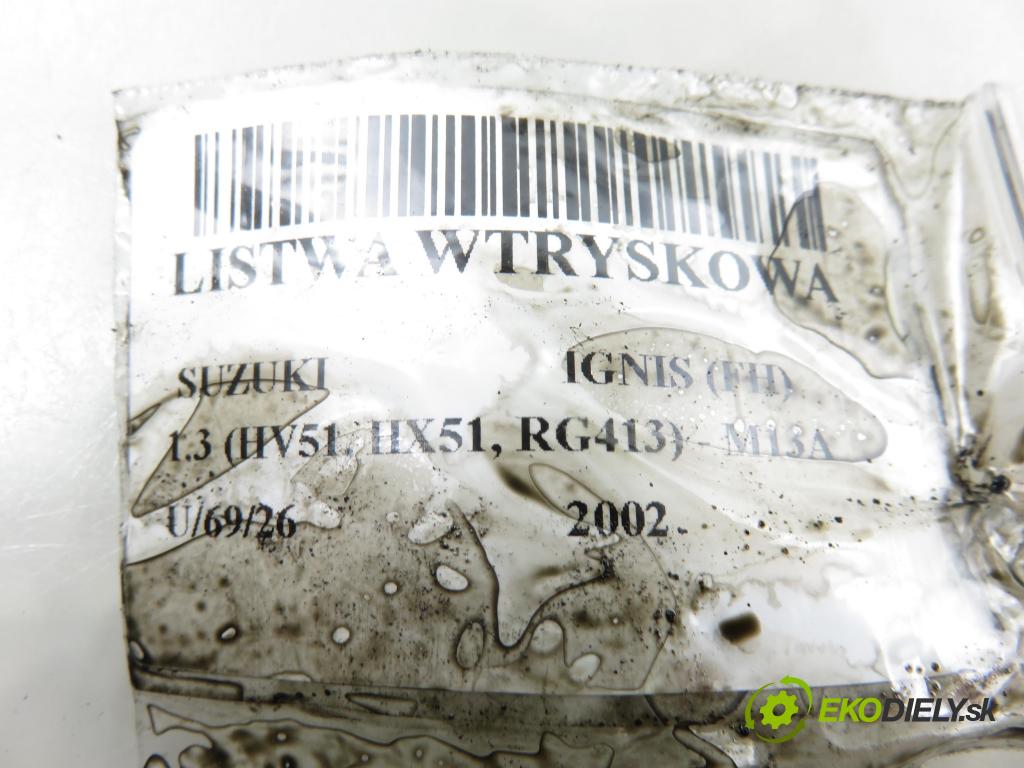 LISTWA WTRYSKOWA
SUZUKI IGNIS (FH)
1.3 (HV51, HX51, RG413) - M13A
U/69/26 2002
EKODIELY.sk